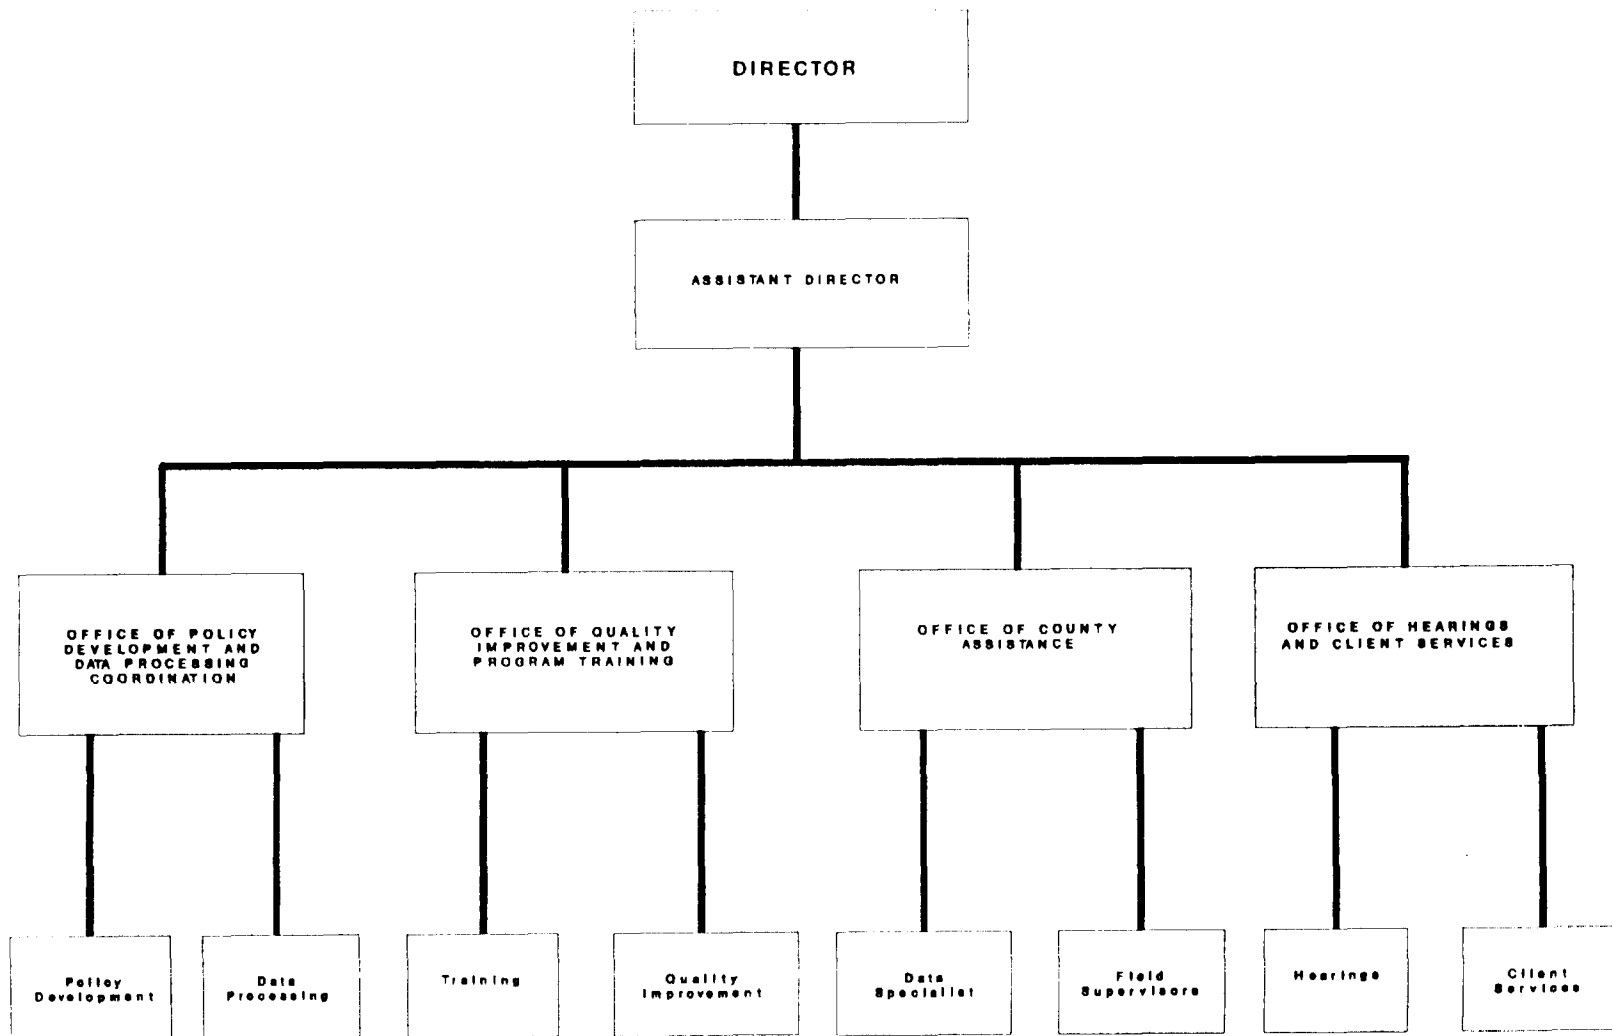 DIRECTOR
ASSISTANT DIRECTOR
OFFICE OF POLICY
DEVELOPMENT AND
DATA PROCESSING
COORDINATION
OFFICE OF QUALITY
IMPROVEMENT AND
PROGRAM TRAINING
OFFICE OF COUNTY
ASSISTANCE
OFFICE OF HEARINGS
AND CLIENT SERVICES
Policy
Development
Data
Processing
Training
Quality
Improvement
Data
Specialist
Field
Supervisors
Hearings
Client
Services